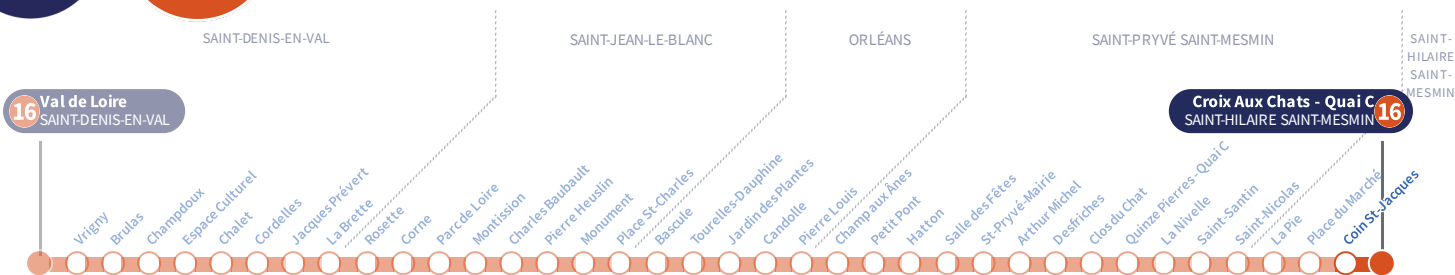 SAINT-DENIS-EN-VAL
SAINT-JEAN-LE-BLANC
ORLÉANS
SAINT-PRYVÉ SAINT-MESMIN
SAINT-
HILAIRE
SAINT-
MESMIN
16
Val de Loire
SAINT-DENIS-EN-VAL
Croix Aux Chats - Quai C
SAINT-HILAIRE SAINT-MESMIN
16
Vrigny
Brulas
Champdoux
Espace Culturel
Chalet
Cordelles
Jacques Prévert
La Brette
Rosette
Corne
Parc de Loire
Montission
Charles Baubault
Pierre Heuslin
Monument
Place St-Charles
Bascule
Tourelles-Dauphine
Jardin des Plantes
Candolle
Pierre Louis
Champ aux Ânes
Petit Pont
Hatton
Salle des Fêtes
St-Pryvé-Mairie
Arthur Michel
Desfriches
Clos du Chat
Quinze Pierres - Quai C
La Nivelle
Saint-Santin
Saint-Nicolas
La Pie
Place du Marché
Coin St-Jacques